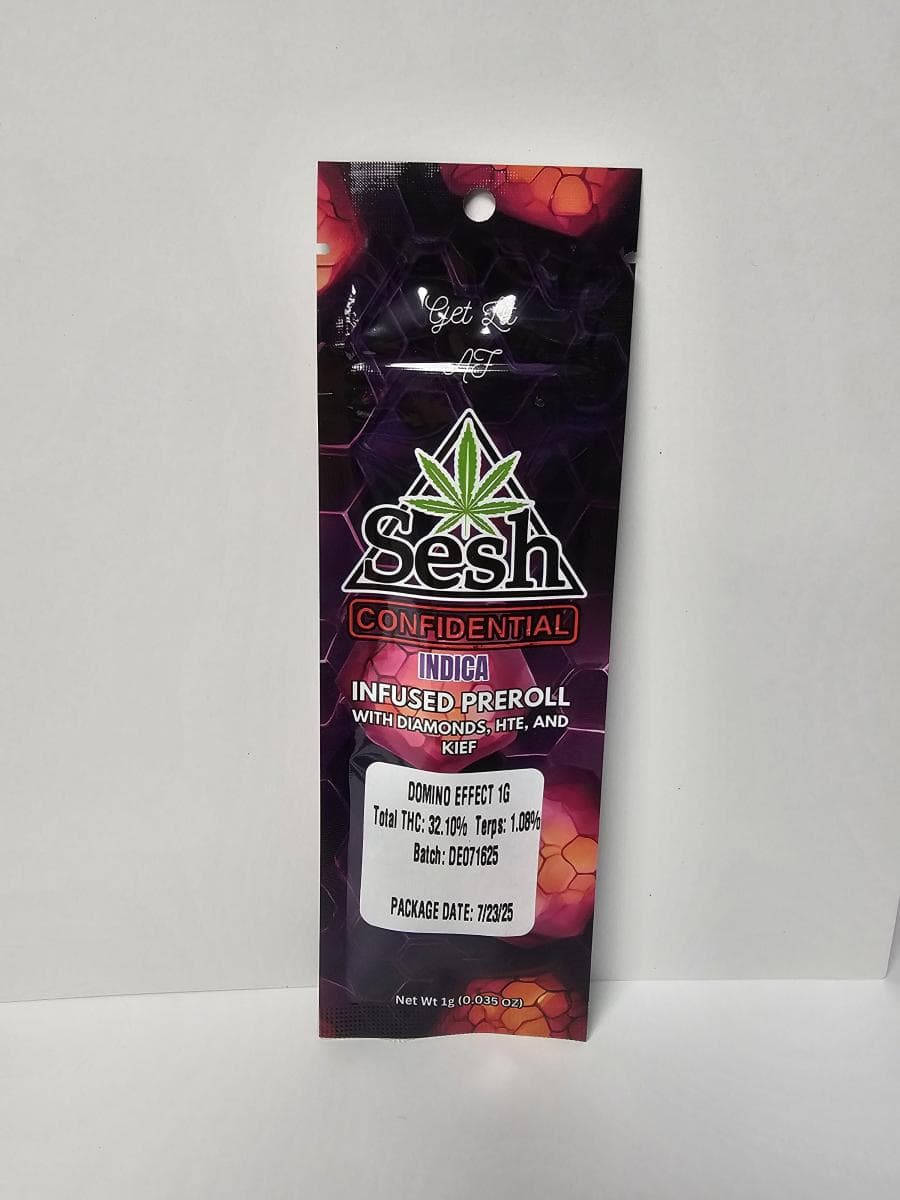 Get Lit
AF
Sesh
CONFIDENTIAL
INDICA
INFUSED PREROLL
WITH DIAMONDS, HTE, AND
KIEF
DOMINO EFFECT 1G
Total THC: 32.10% Terps: 1.08%
Batch: DE071625
PACKAGE DATE: 7/23/25
Net Wt 1g (0.035 OZ)